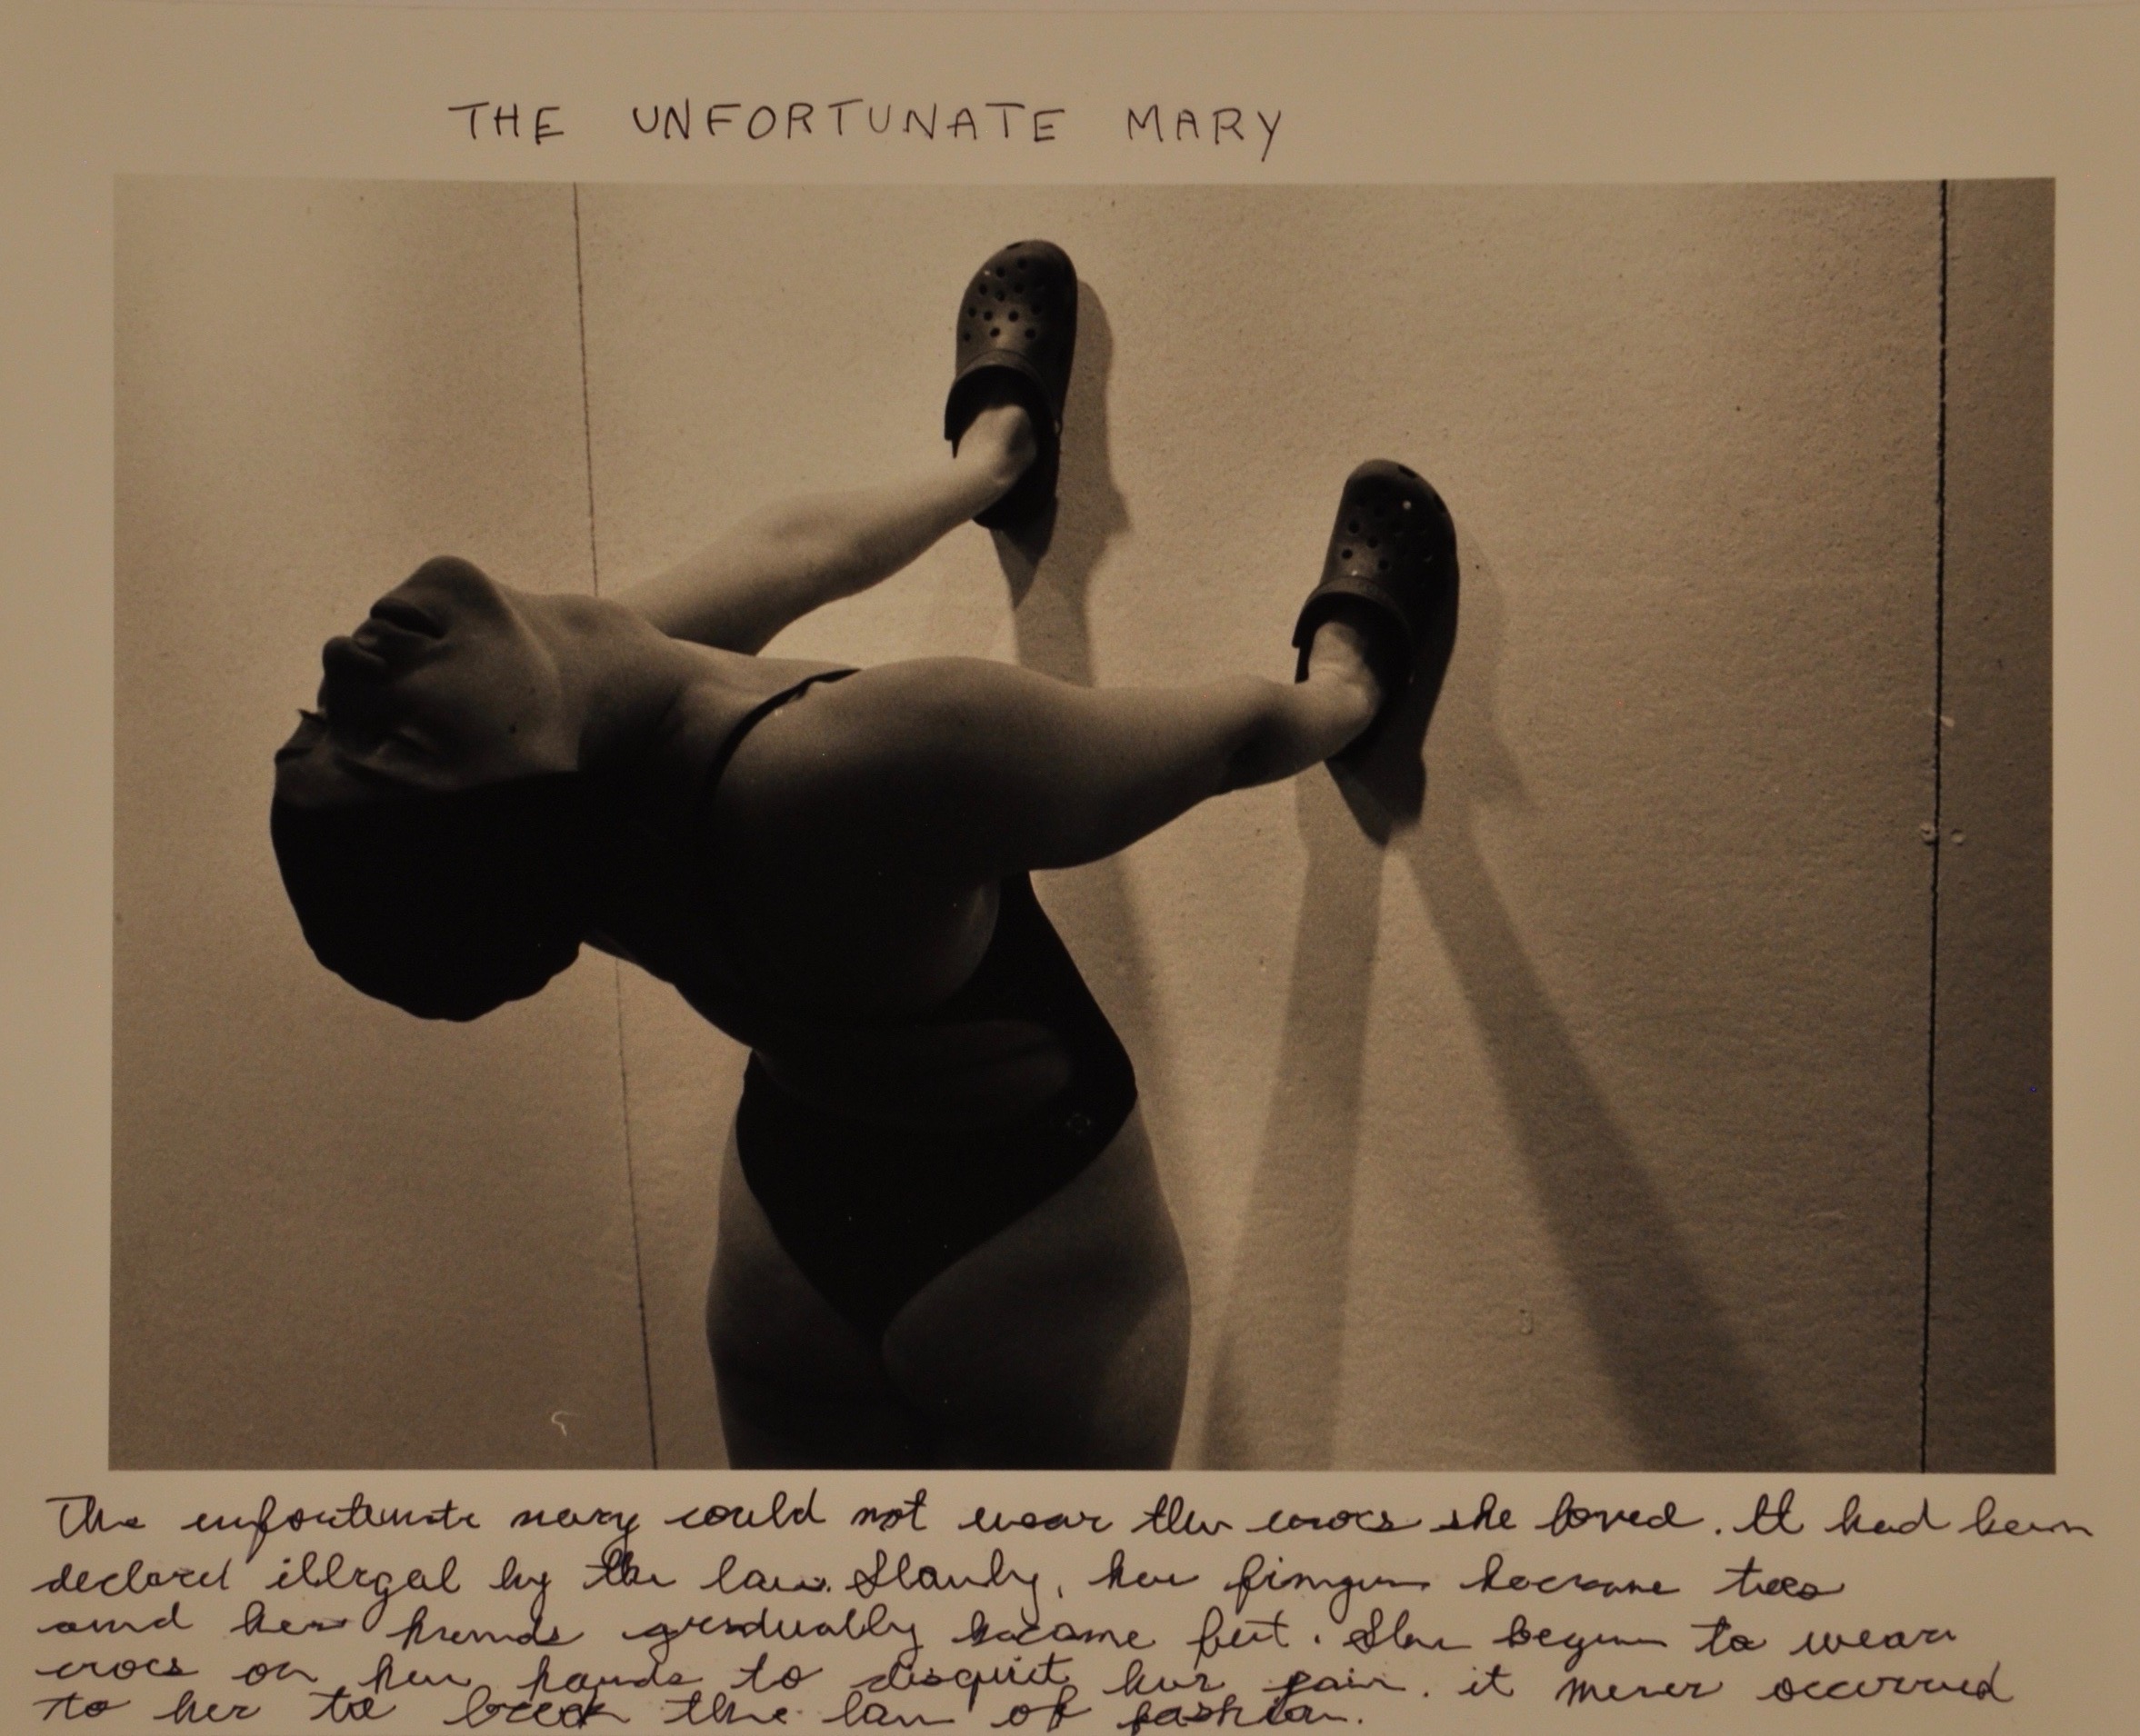 THE UNFORTUNATE MARY
The unfortunate mary could not wear the crocs she loved. It had been
declared illegal by the law. Slowly, her fingers became toes
and her hands gradually became feet. She began to wear
crocs on her hands to disquiet her pain. it never occurred
to her to break the law of fashion.